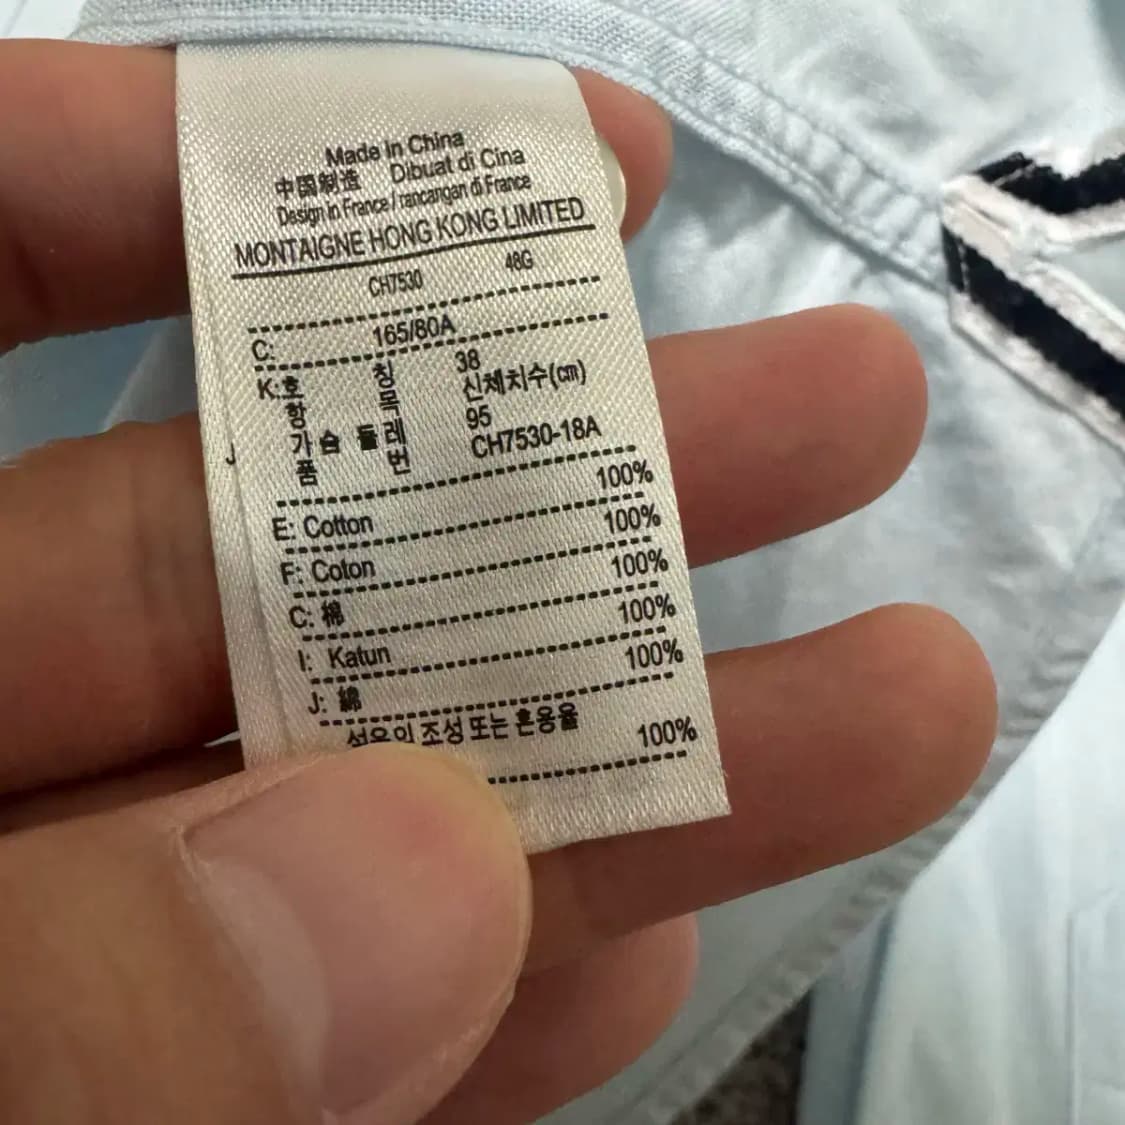 Made in China
中国制造 Dibuat di Cina
Design in France / rancangan di France
MONTAIGNE HONG KONG LIMITED
CH7530 48G
C: 165/80A
K: 호 칭 38
항 목 신체치수(cm)
가슴둘레 95
품 번 CH7530-18A
100%
E: Cotton 100%
F: Coton 100%
C: 棉 100%
I: Katun 100%
J: 綿
섬유의 조성 또는 혼용율 100%